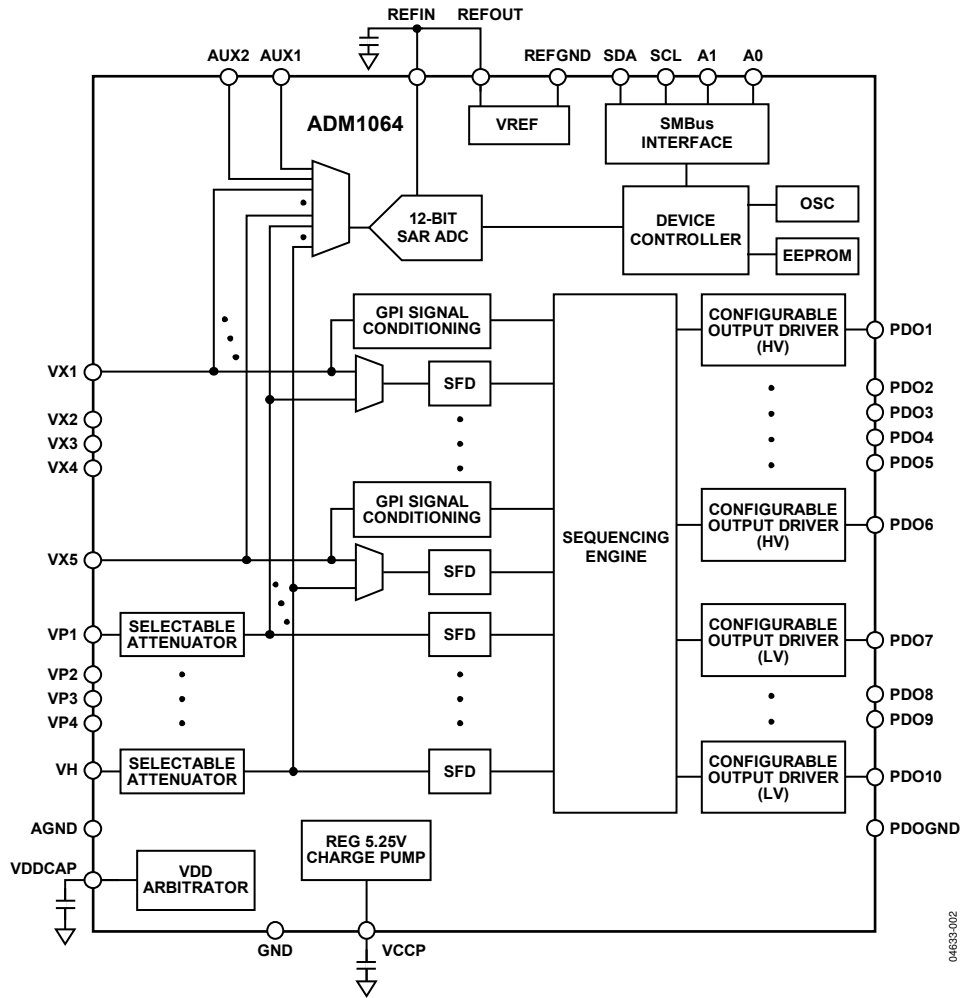 REFIN REFOUT
AUX2 AUX1
REFGND SDA SCL A1 A0
ADM1064
VREF
SMBus
INTERFACE
12-BIT
SAR ADC
DEVICE
CONTROLLER
OSC
EEPROM
GPI SIGNAL
CONDITIONING
CONFIGURABLE
OUTPUT DRIVER
(HV)
PDO1
VX1
SFD
PDO2
VX2
PDO3
VX3
PDO4
VX4
PDO5
GPI SIGNAL
CONDITIONING
CONFIGURABLE
OUTPUT DRIVER
(HV)
PDO6
SEQUENCING
ENGINE
VX5
SFD
VP1
SELECTABLE
ATTENUATOR
SFD
CONFIGURABLE
OUTPUT DRIVER
(LV)
PDO7
VP2
VP3
PDO8
VP4
PDO9
VH
SELECTABLE
ATTENUATOR
SFD
CONFIGURABLE
OUTPUT DRIVER
(LV)
PDO10
AGND
PDOGND
REG 5.25V
CHARGE PUMP
VDDCAP
VDD
ARBITRATOR
GND
VCCP
04633-002